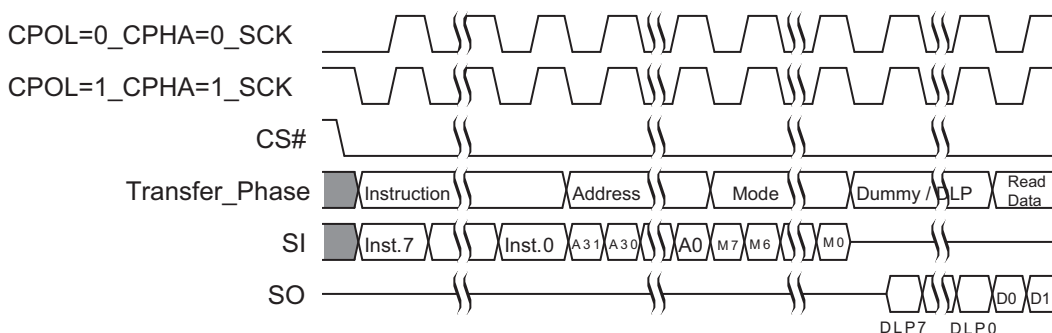 CPOL=0_CPHA=0_SCK
CPOL=1_CPHA=1_SCK
CS#
Transfer_Phase Instruction Address Mode Dummy / DLP Read Data
SI Inst.7 Inst.0 A31 A30 A0 M7 M6 M0
SO D0 D1
DLP7 DLP0